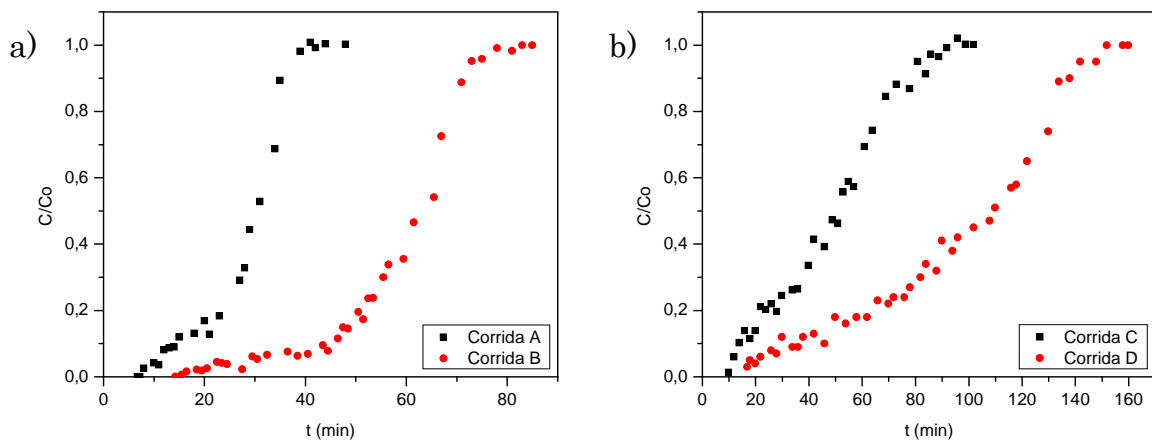 a)
1,0
0,8
0,6
0,4
0,2
0,0
C/Co
0 20 40 60 80
t (min)
Corrida A
Corrida B
b)
1,0
0,8
0,6
0,4
0,2
0,0
C/Co
0 20 40 60 80 100 120 140 160
t (min)
Corrida C
Corrida D